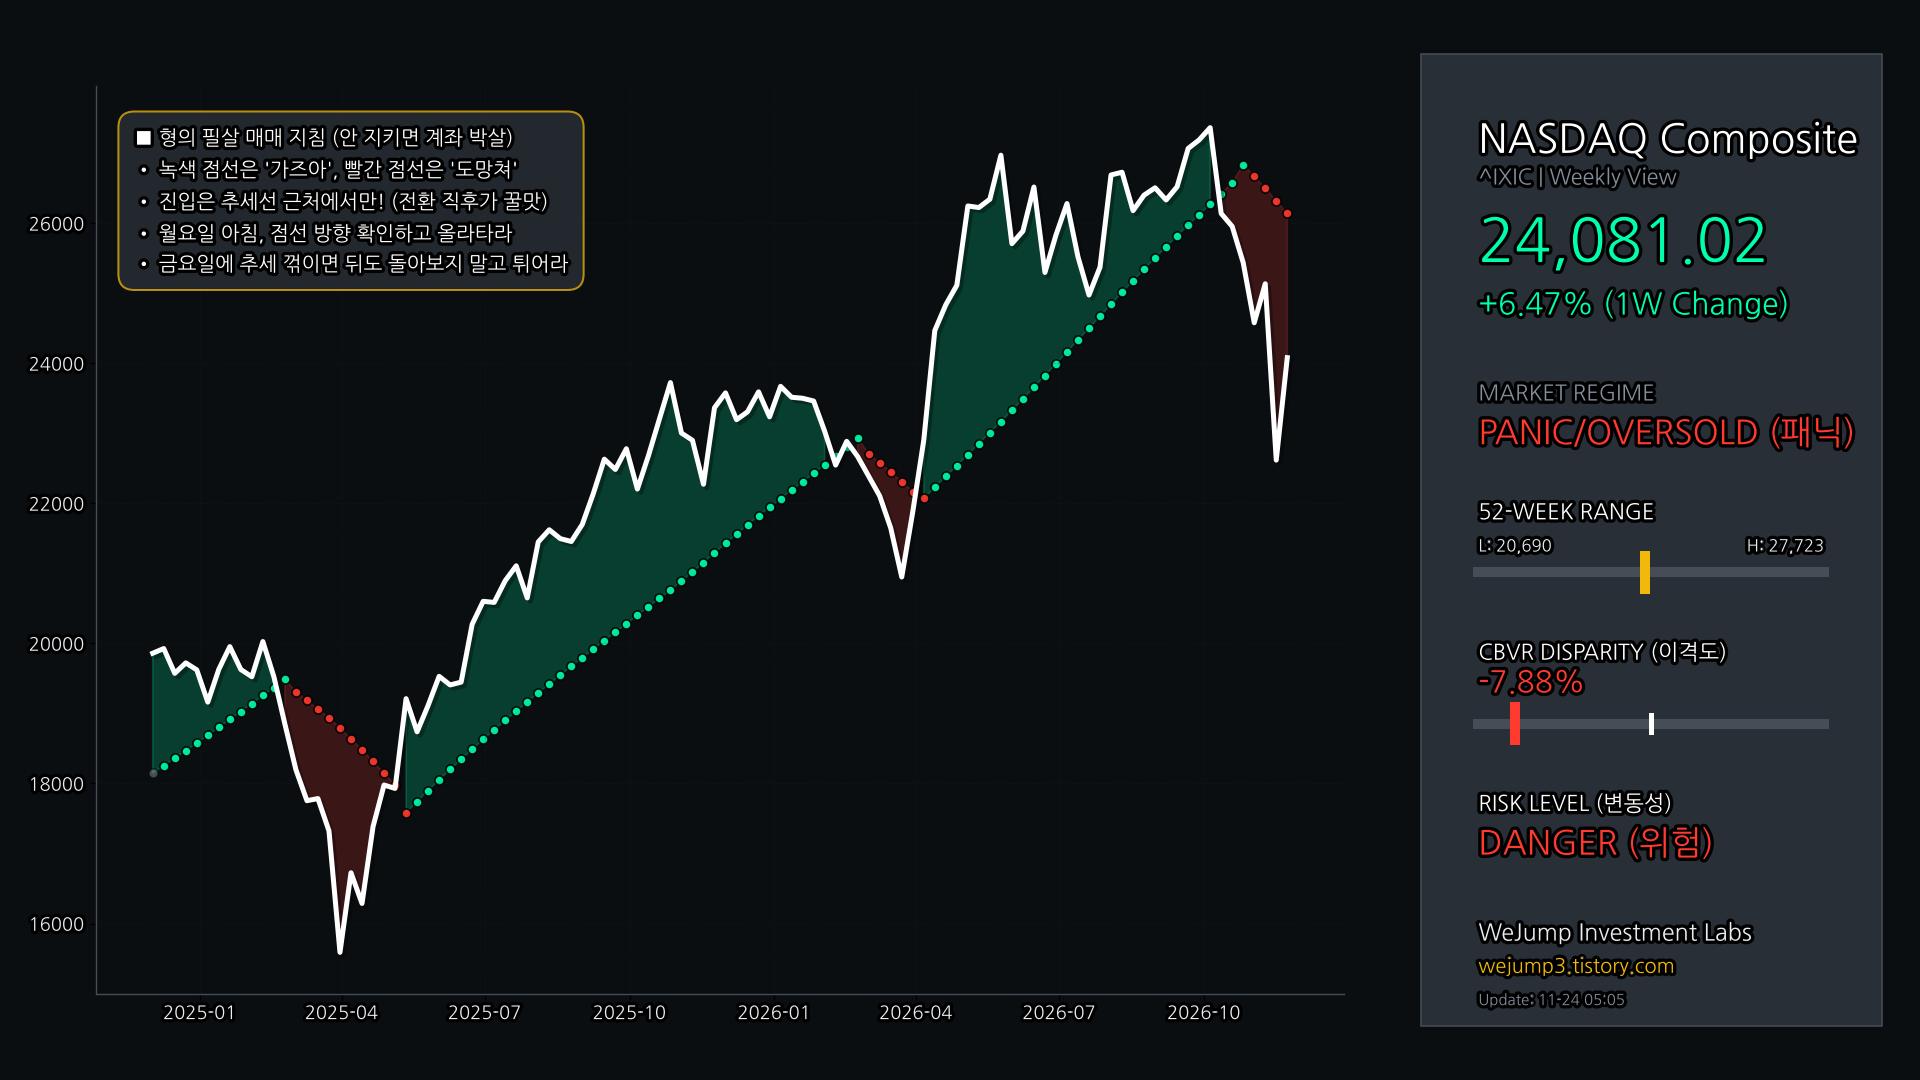 ■ 형의 필살 매매 지침 (안 지키면 계좌 박살)
• 녹색 점선은 '가즈아', 빨간 점선은 '도망쳐'
• 진입은 추세선 근처에서만! (전환 직후가 꿀맛)
• 월요일 아침, 점선 방향 확인하고 올라타라
• 금요일에 추세 꺾이면 뒤도 돌아보지 말고 튀어라
26000
24000
22000
20000
18000
16000
2025-01 2025-04 2025-07 2025-10 2026-01 2026-04 2026-07 2026-10
NASDAQ Composite
^IXIC | Weekly View
24,081.02
+6.47% (1W Change)
MARKET REGIME
PANIC/OVERSOLD (패닉)
52-WEEK RANGE
L: 20,690 H: 27,723
CBVR DISPARITY (이격도)
-7.88%
RISK LEVEL (변동성)
DANGER (위험)
WeJump Investment Labs
wejump3.tistory.com
Update: 11-24 05:05